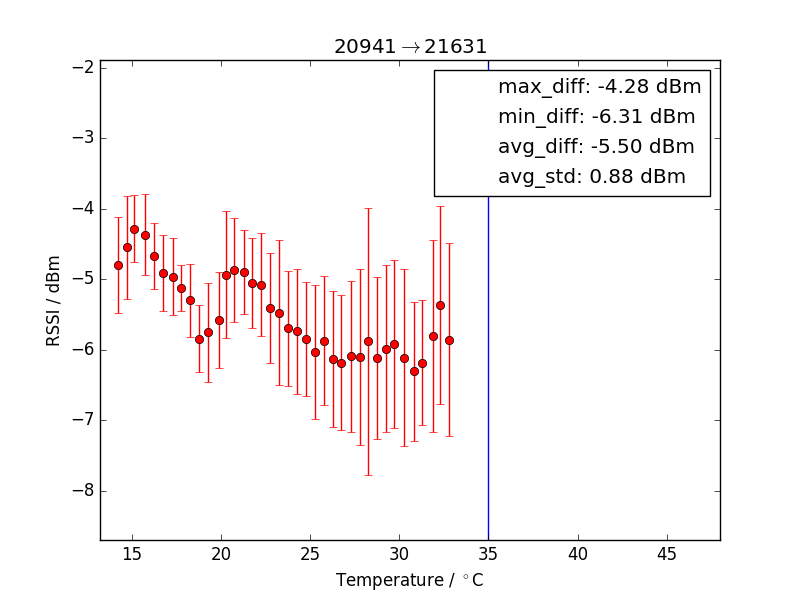 20941→21631
max_diff: -4.28 dBm
min_diff: -6.31 dBm
avg_diff: -5.50 dBm
avg_std: 0.88 dBm
−2
−3
−4
−5
−6
−7
−8
RSSI / dBm
15 20 25 30 35 40 45
Temperature / °C